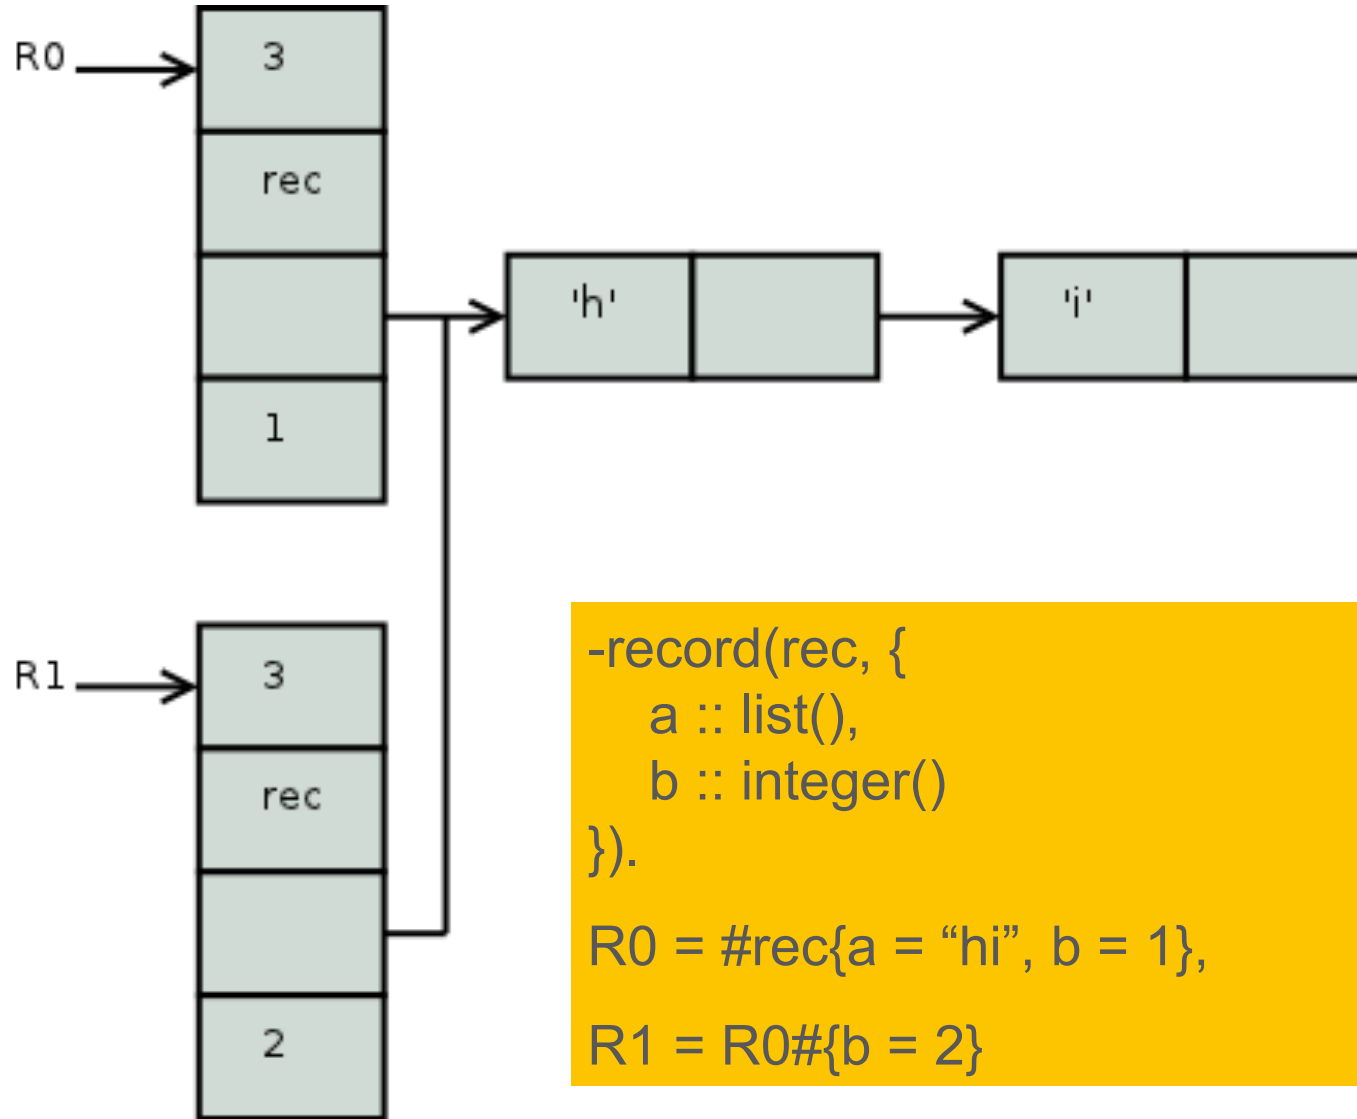 R0
3
rec
'h'
'i'
1
R1
3
rec
2
-record(rec, {
a :: list(),
b :: integer()
}).
R0 = #rec{a = “hi”, b = 1},
R1 = R0#{b = 2}